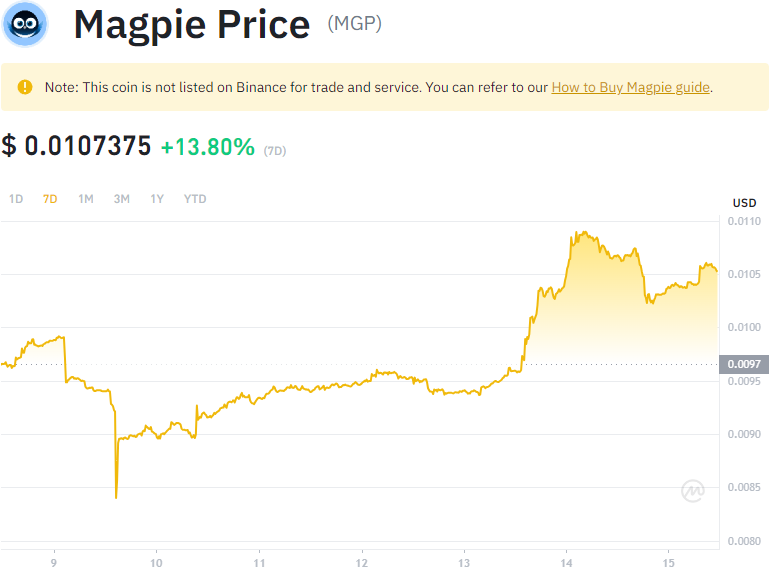 Magpie Price (MGP)
Note: This coin is not listed on Binance for trade and service. You can refer to our How to Buy Magpie guide.
$ 0.0107375 +13.80% (7D)
1D 7D 1M 3M 1Y YTD
USD
0.0110
0.0105
0.0100
0.0097
0.0095
0.0090
0.0085
0.0080
9 10 11 12 13 14 15